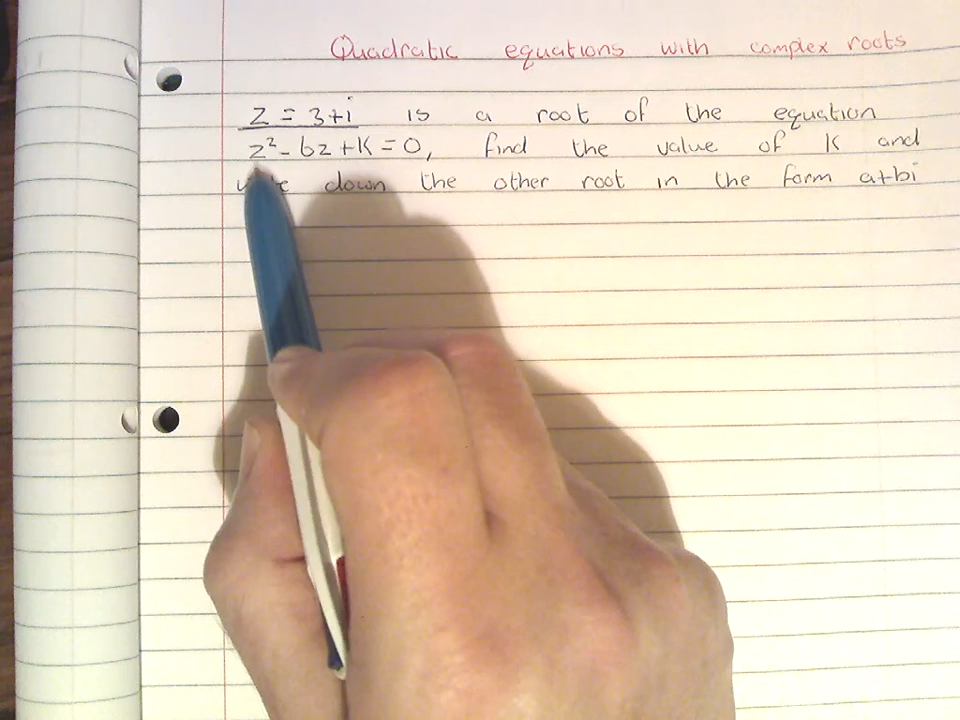 Quadratic equations with complex roots
z = 3+i is a root of the equation
z² - 6z + K = 0, find the value of K and
down the other root in the form a+bi